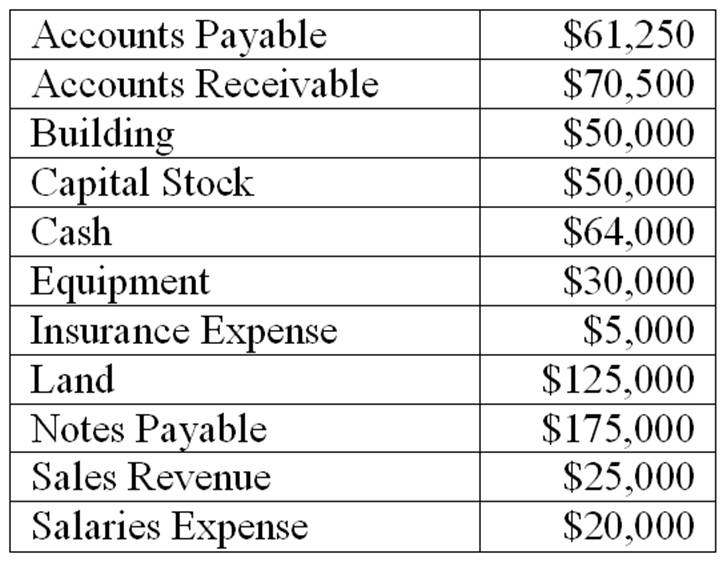 Accounts Payable $61,250
Accounts Receivable $70,500
Building $50,000
Capital Stock $50,000
Cash $64,000
Equipment $30,000
Insurance Expense $5,000
Land $125,000
Notes Payable $175,000
Sales Revenue $25,000
Salaries Expense $20,000